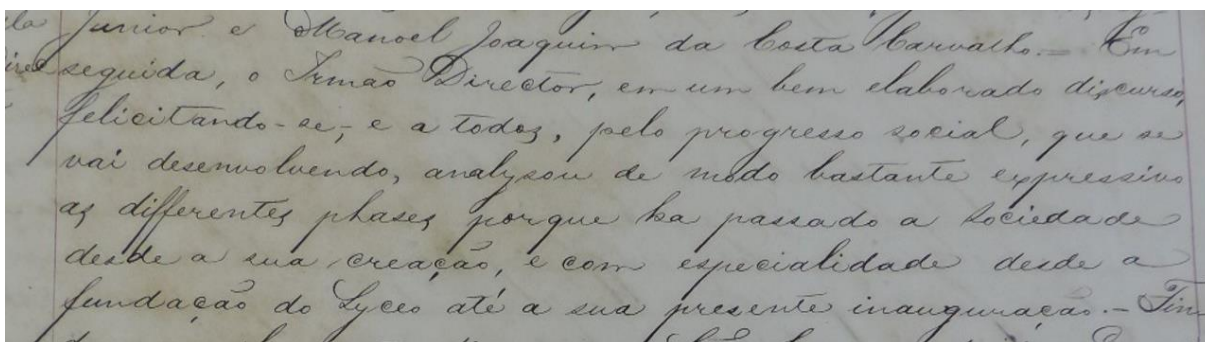 Junior e Manoel Joaquim da Costa Carvalho. — Em
seguida, o Irmão Director, em um bem elaborado discurso,
felicitando-se, e a todos, pelo progresso social, que se
vai desenvolvendo, analysou de modo bastante expressivo
as differentes phases porque ha passado a Sociedade
desde a sua creação, e com especialidade desde a
fundação do Lyceo até a sua presente inauguração. — Fin